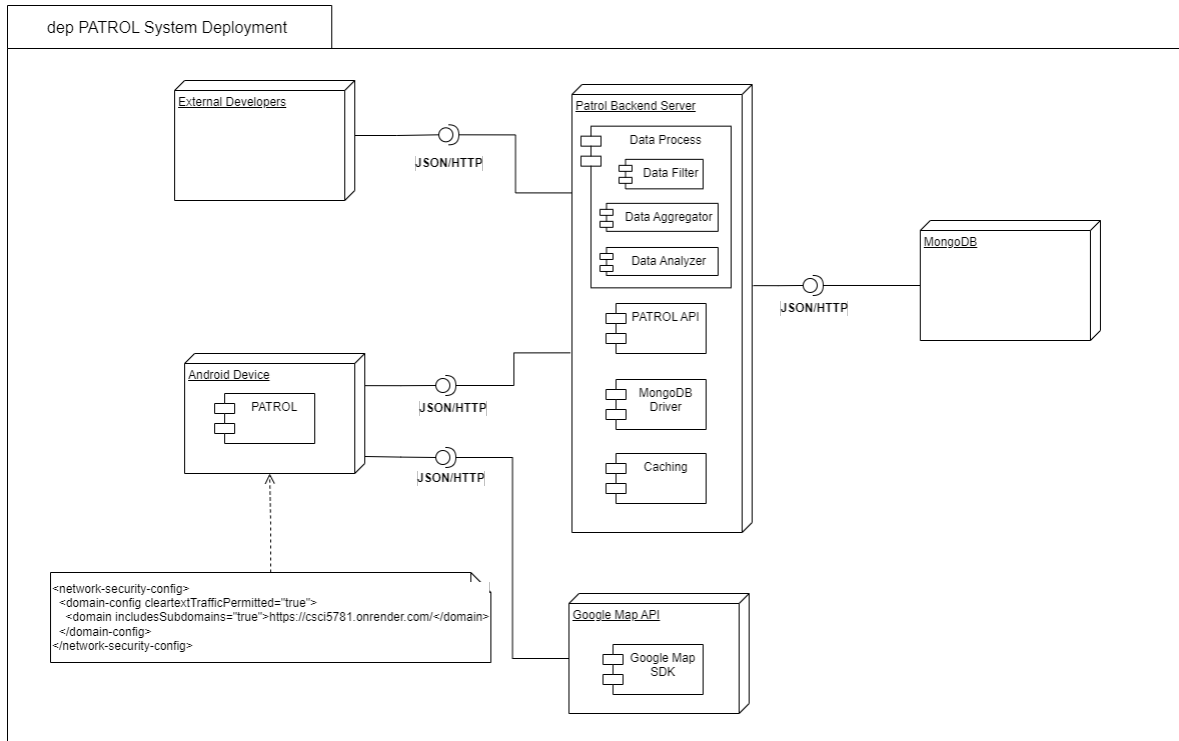 dep PATROL System Deployment
External Developers
JSON/HTTP
Patrol Backend Server
Data Process
Data Filter
Data Aggregator
Data Analyzer
PATROL API
MongoDB
Driver
Caching
MongoDB
JSON/HTTP
Android Device
PATROL
JSON/HTTP
JSON/HTTP
<network-security-config>
<domain-config cleartextTrafficPermitted="true">
<domain includesSubdomains="true">https://csci5781.onrender.com/</domain>
</domain-config>
</network-security-config>
Google Map API
Google Map
SDK